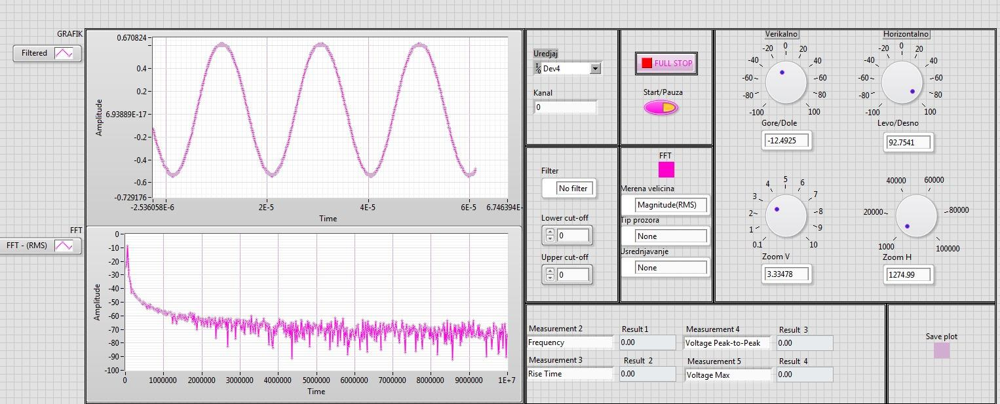 GRAFIK
Filtered
0.670824
0.4
0.2
6.93889E-17
-0.2
-0.4
-0.6
-0.729176
Amplitude
-2.536058E-6
2E-5
4E-5
6E-5
6.746394E-
Time
FFT
FFT - (RMS)
0
-10
-20
-30
-40
-50
-60
-70
-80
-90
-100
Amplitude
0
1000000
2000000
3000000
4000000
5000000
6000000
7000000
8000000
9000000
1E+7
Time
Uredjaj
I/0 Dev4
Kanal
0
FULL STOP
Start/Pauza
Filter
No filter
Lower cut-off
0
Upper cut-off
0
FFT
Merena velicina
Magnitude(RMS)
Tip prozora
None
Usrednjavanje
None
Verikalno
-20 0 20
-40 40
-60 60
-80 80
-100 100
Gore/Dole
-12.4925
Horizontalno
-20 0 20
-40 40
-60 60
-80 80
-100 100
Levo/Desno
92.7541
4 5 6
3 7
2 8
1 9
0.1 10
Zoom V
3.33478
40000 60000
20000 80000
1000 100000
Zoom H
1274.99
Measurement 2 Result 1 Measurement 4 Result 3
Frequency 0.00 Voltage Peak-to-Peak 0.00
Measurement 3 Result 2 Measurement 5 Result 4
Rise Time 0.00 Voltage Max 0.00
Save plot